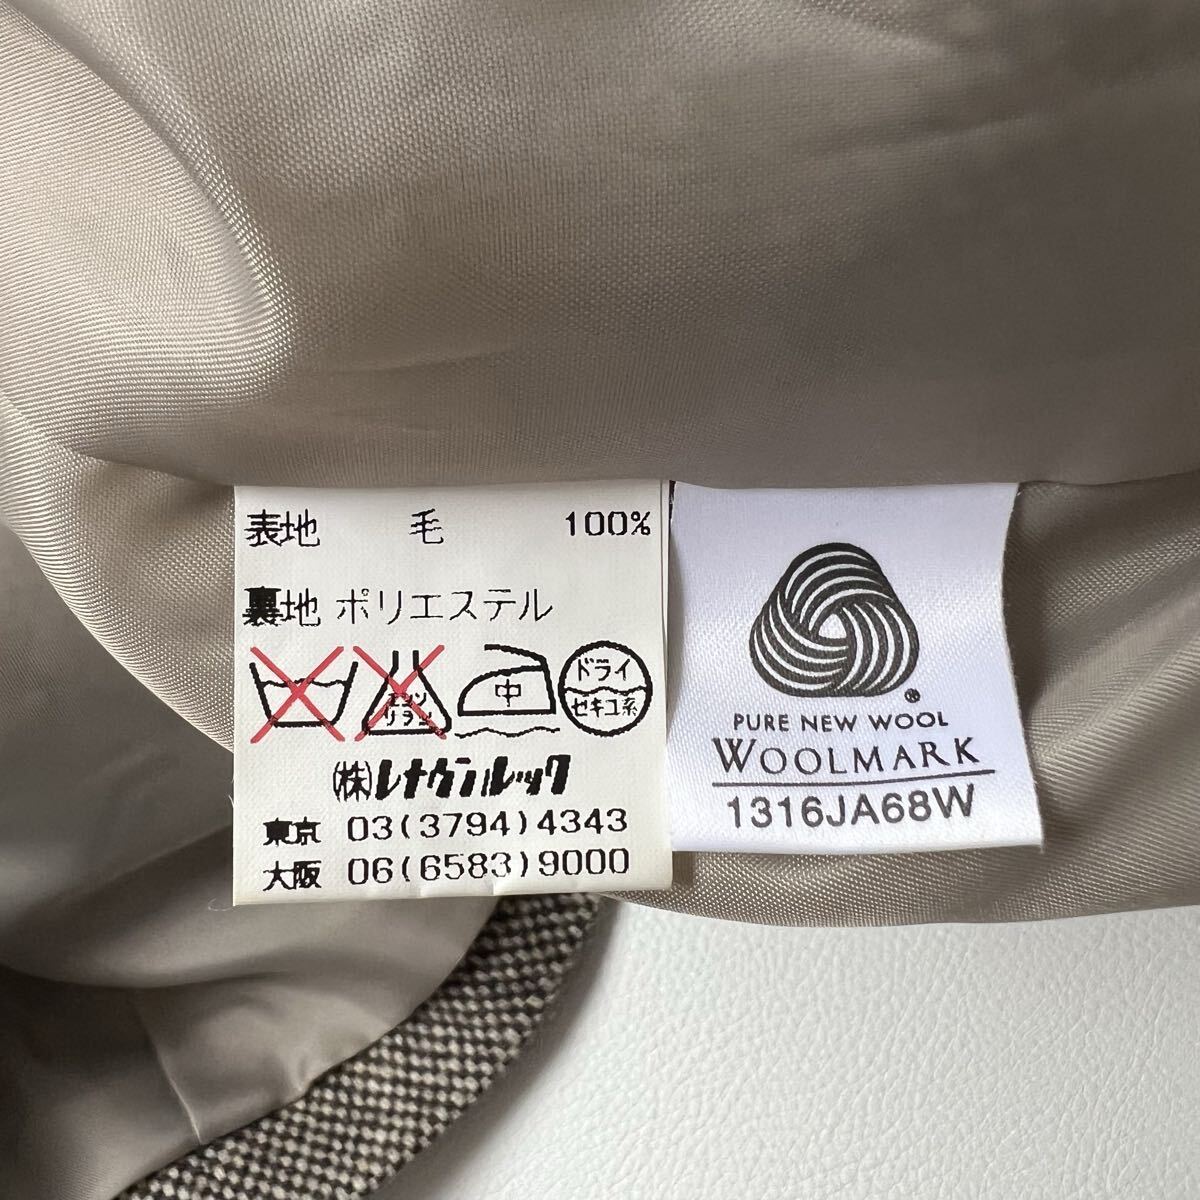 表地 毛 100%
裏地 ポリエステル
エンソ
リラシ
中
ドライ
セキユ系
(株)レナウンルック
東京 03(3794)4343
大阪 06(6583)9000
®
PURE NEW WOOL
WOOLMARK
1316JA68W